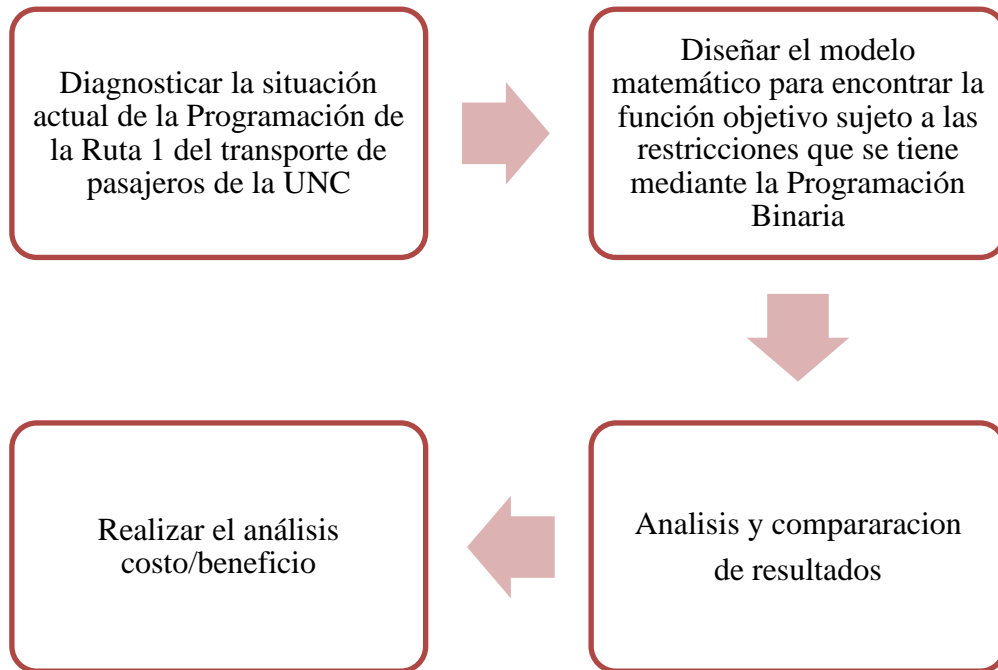 Diagnosticar la situación
actual de la Programación de
la Ruta 1 del transporte de
pasajeros de la UNC
Diseñar el modelo
matemático para encontrar la
función objetivo sujeto a las
restricciones que se tiene
mediante la Programación
Binaria
Analisis y compararacion
de resultados
Realizar el análisis
costo/beneficio